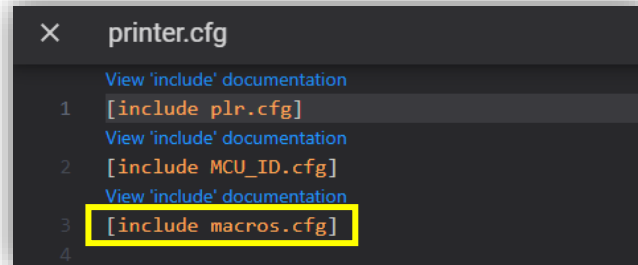 × printer.cfg
View 'include' documentation
1 [include plr.cfg]
View 'include' documentation
2 [include MCU_ID.cfg]
View 'include' documentation
3 [include macros.cfg]
4